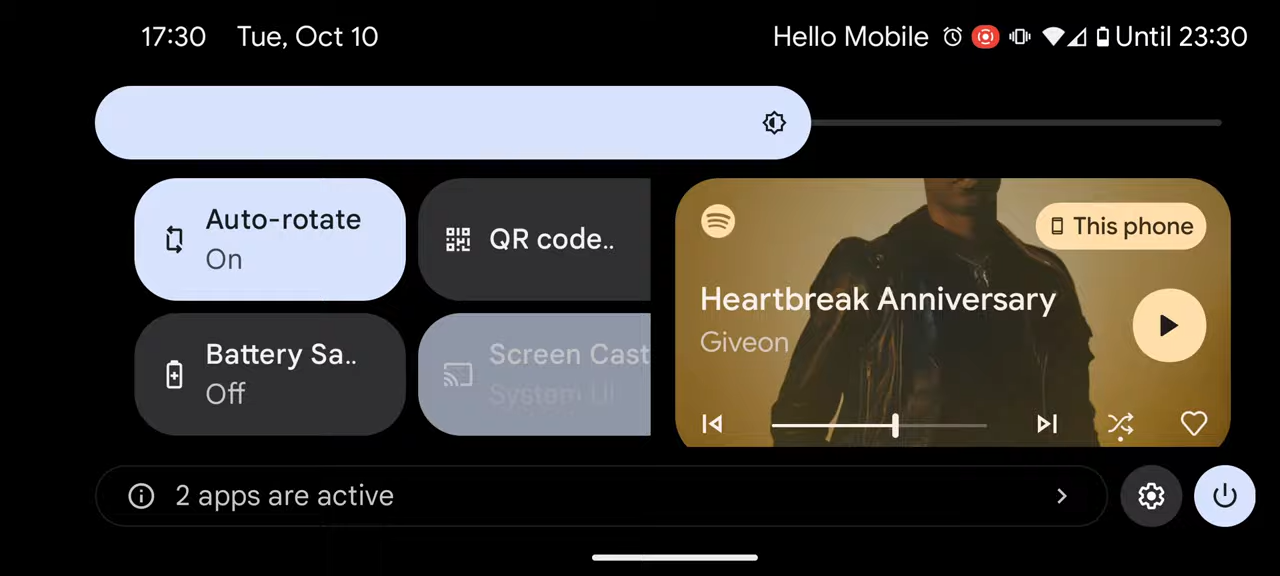 17:30 Tue, Oct 10 Hello Mobile Until 23:30
Auto-rotate
On
QR code..
Battery Sa..
Off
Screen Cast
System UI
This phone
Heartbreak Anniversary
Giveon
2 apps are active